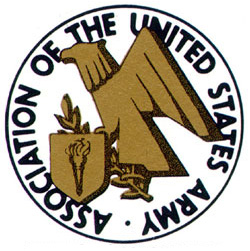 ASSOCIATION OF THE UNITED STATES ARMY ·